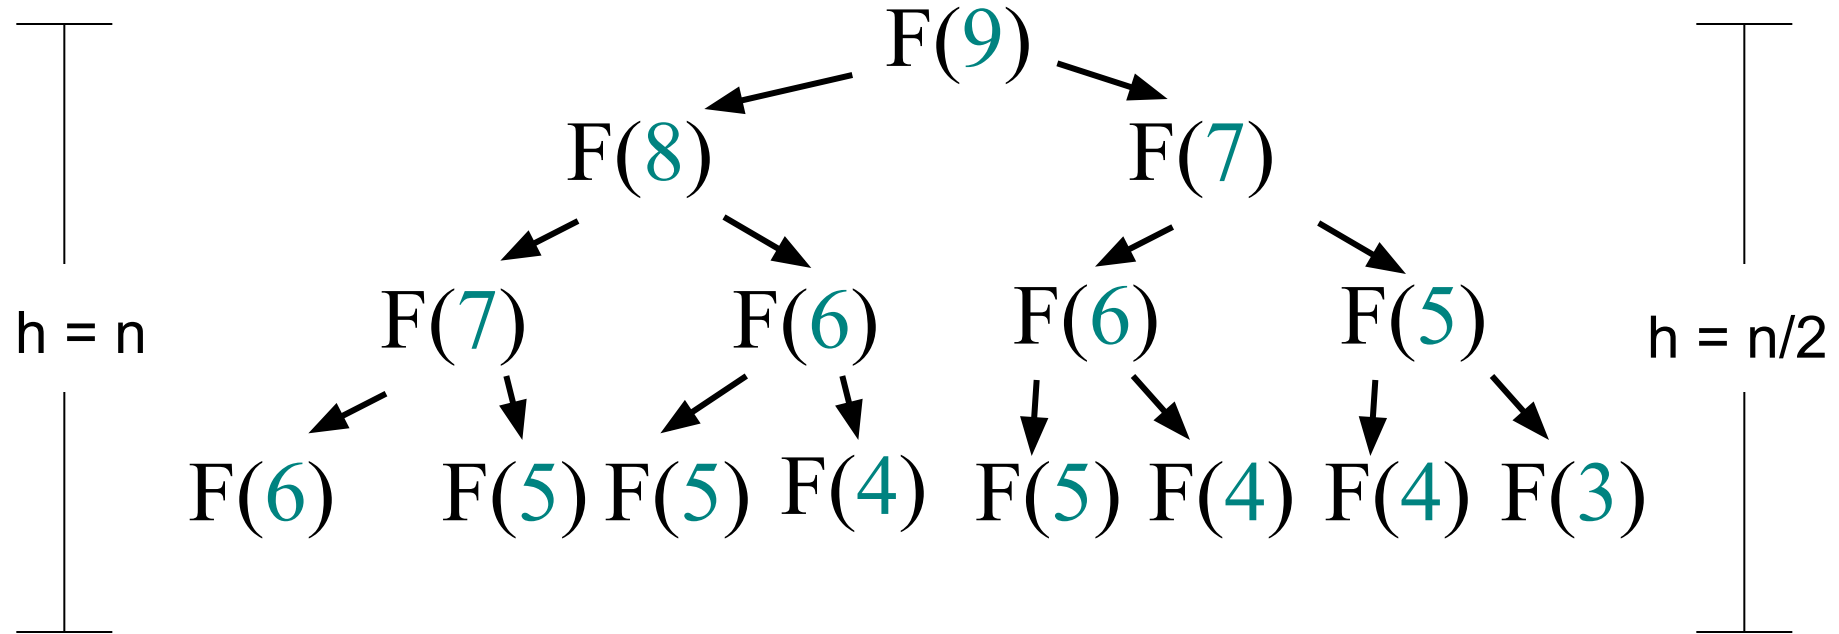 F(9)
F(8) F(7)
F(7) F(6) F(6) F(5)
h = n h = n/2
F(6) F(5) F(5) F(4) F(5) F(4) F(4) F(3)